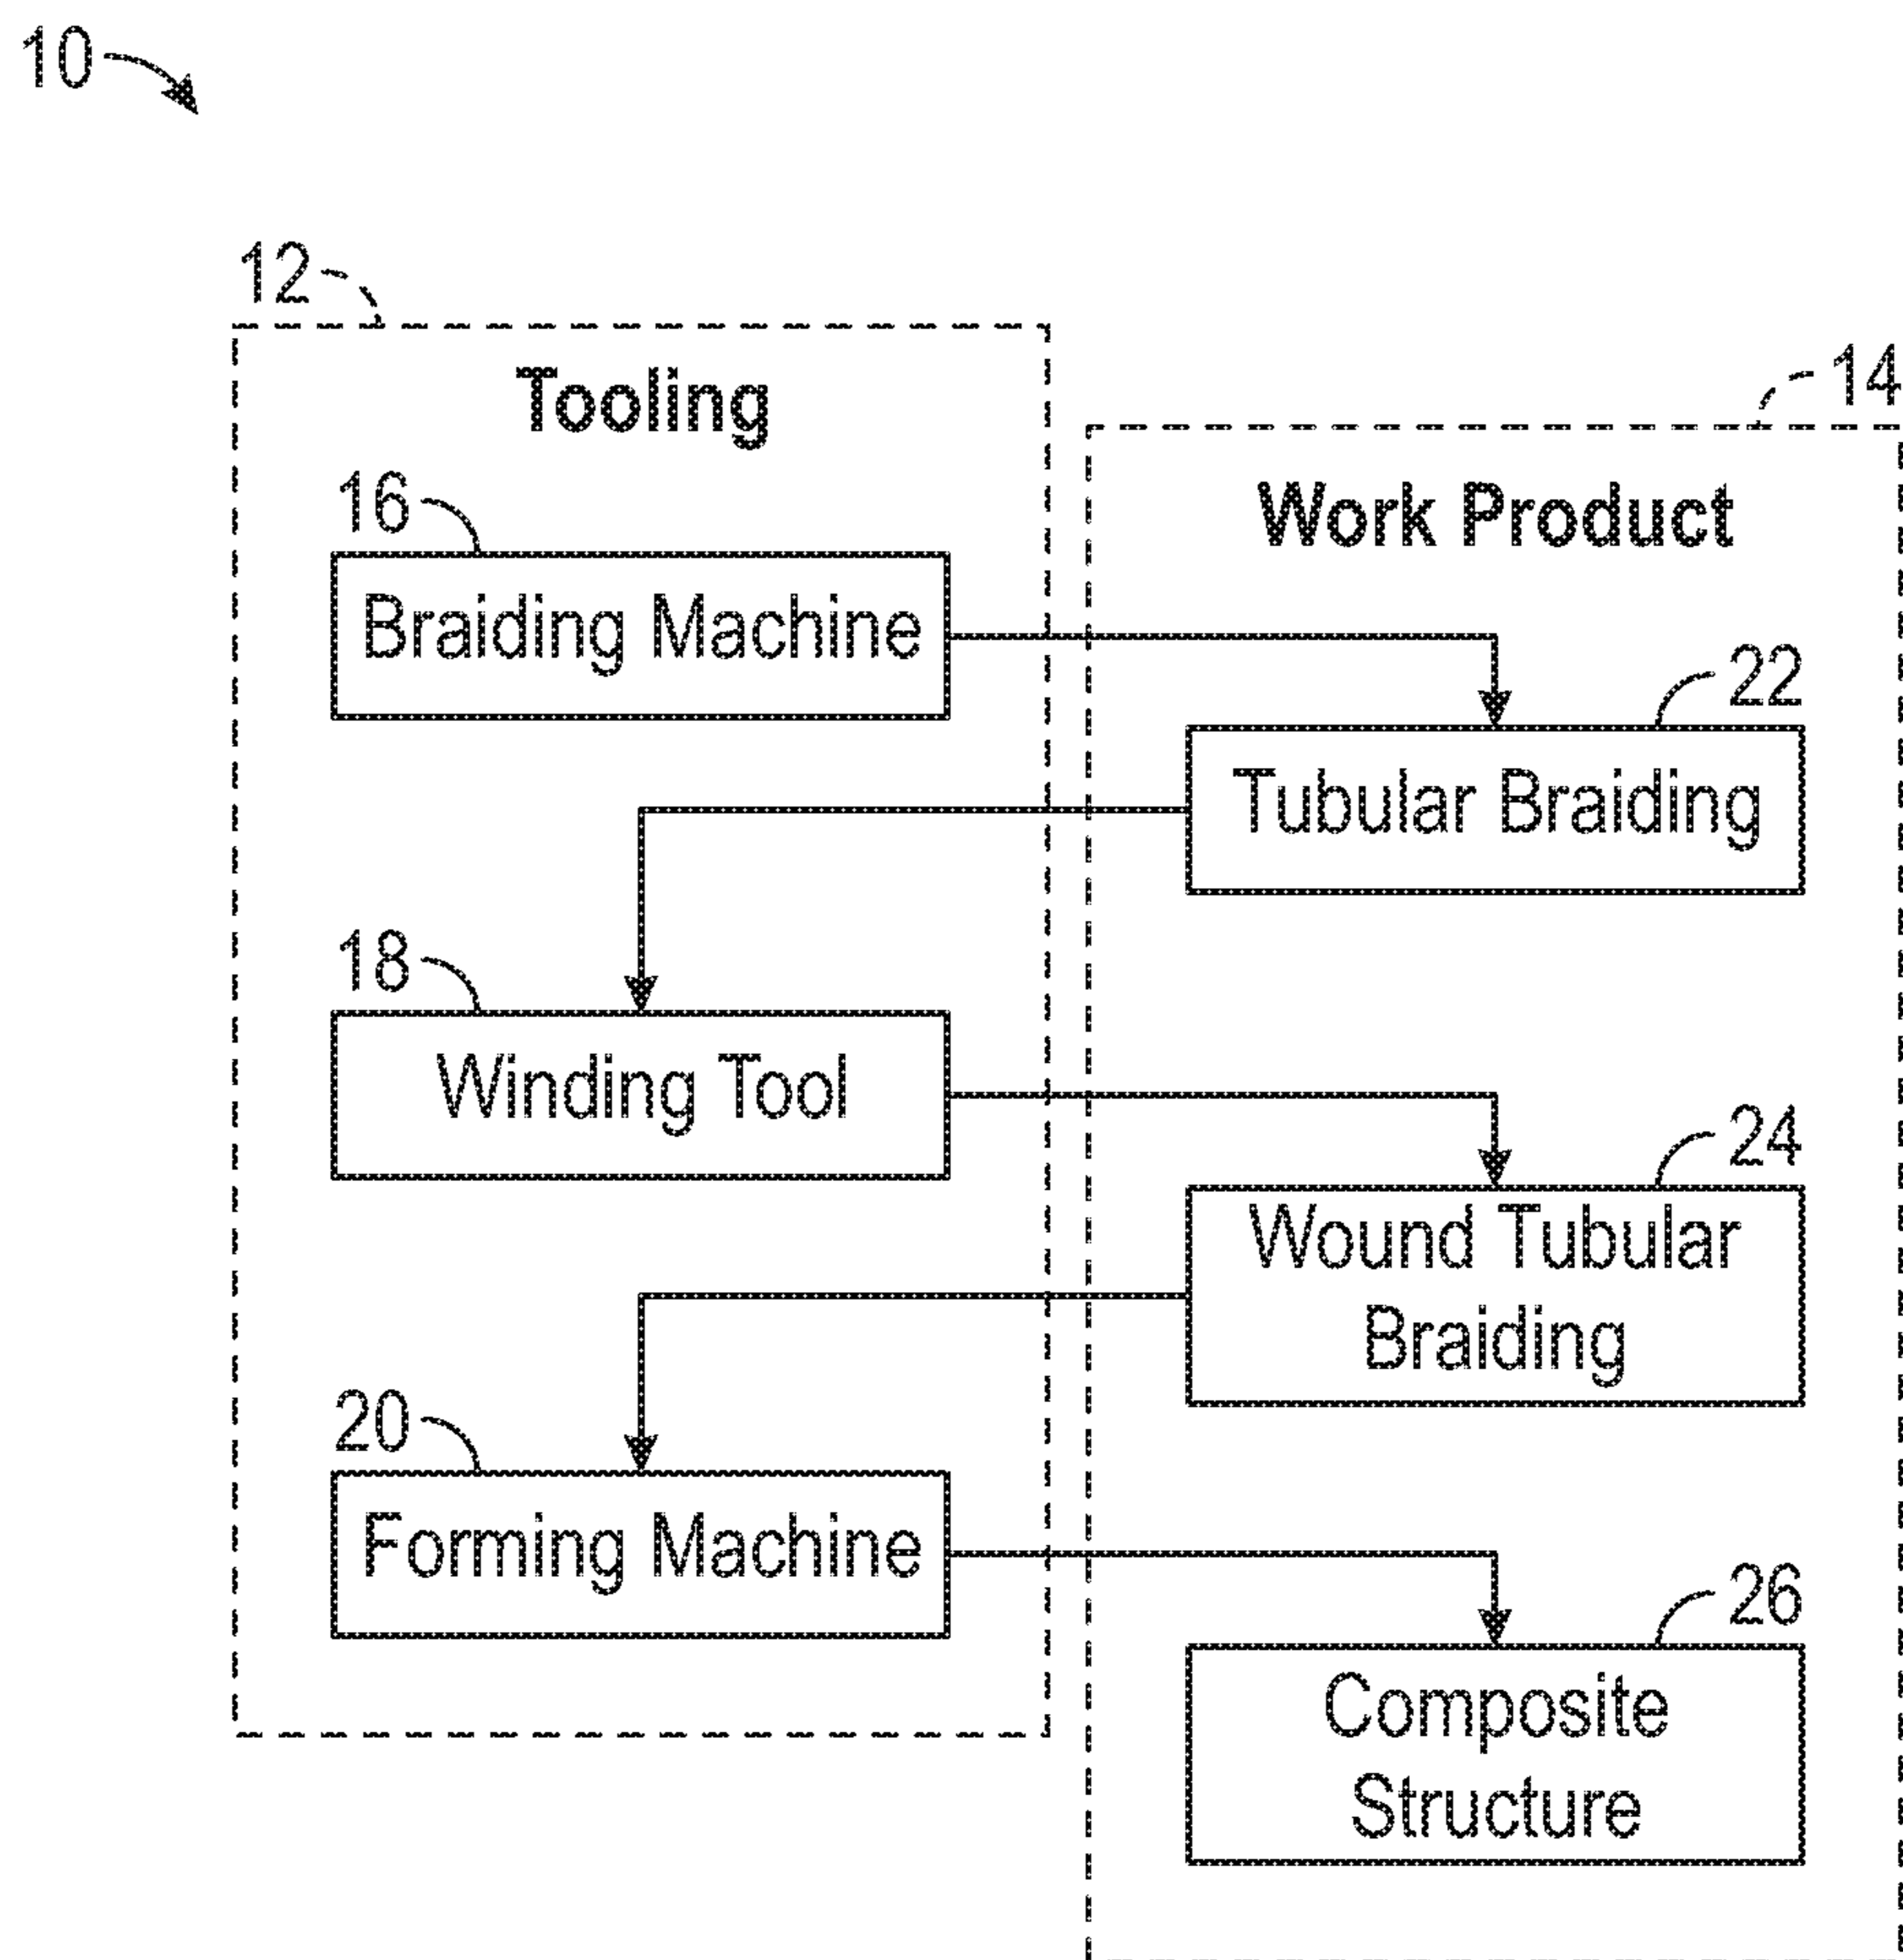 10
12
Tooling
14
Work Product
16
Braiding Machine
22
Tubular Braiding
18
Winding Tool
24
Wound Tubular
Braiding
20
Forming Machine
26
Composite
Structure